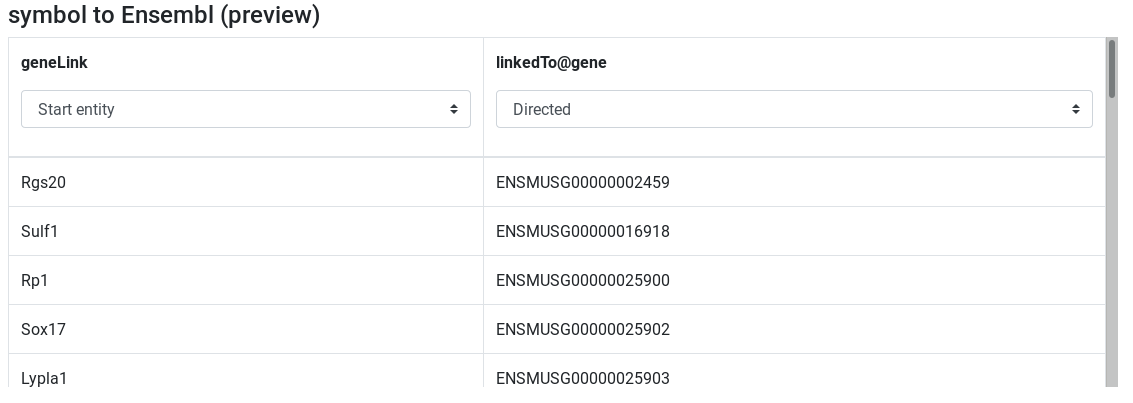 symbol to Ensembl (preview)
geneLink linkedTo@gene
Start entity Directed
Rgs20 ENSMUSG00000002459
Sulf1 ENSMUSG00000016918
Rp1 ENSMUSG00000025900
Sox17 ENSMUSG00000025902
Lypla1 ENSMUSG00000025903